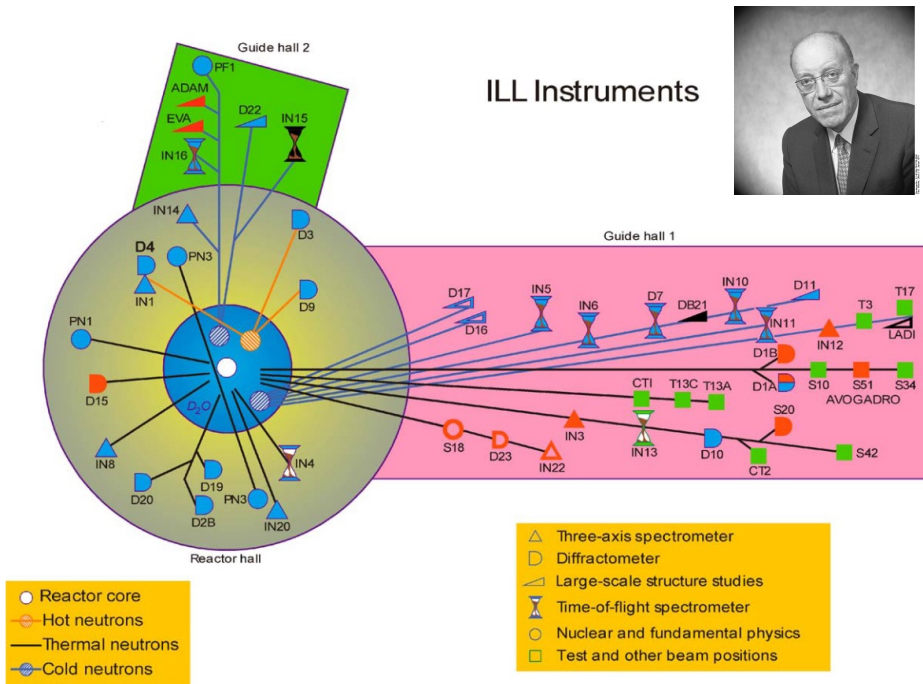 Guide hall 2
ILL Instruments
PF1
ADAM
D22
EVA
IN15
IN16
IN14
D3
Guide hall 1
D4
PN3
IN1
D9
D17
D16
IN5
IN6
D7
DB21
IN10
D11
IN11
T3
T17
LADI
IN12
PN1
D1B
D1A
S10
S51
S34
AVOGADRO
D15
D₂O
CTI
T13C
T13A
S20
IN3
S18
D23
IN22
IN13
D10
CT2
S42
IN8
IN4
D20
D19
D2B
PN3
IN20
Reactor hall
Reactor core
Hot neutrons
Thermal neutrons
Cold neutrons
Three-axis spectrometer
Diffractometer
Large-scale structure studies
Time-of-flight spectrometer
Nuclear and fundamental physics
Test and other beam positions